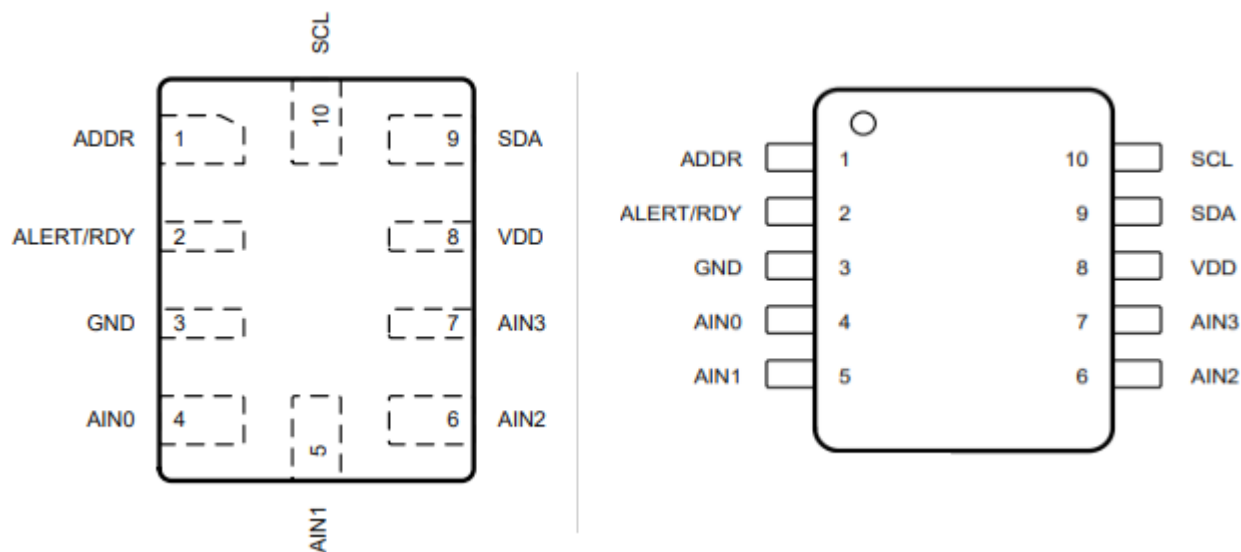 SCL
ADDR 1 10 9 SDA
ALERT/RDY 2 8 VDD
GND 3 7 AIN3
AIN0 4 5 6 AIN2
AIN1
ADDR 1 10 SCL
ALERT/RDY 2 9 SDA
GND 3 8 VDD
AIN0 4 7 AIN3
AIN1 5 6 AIN2